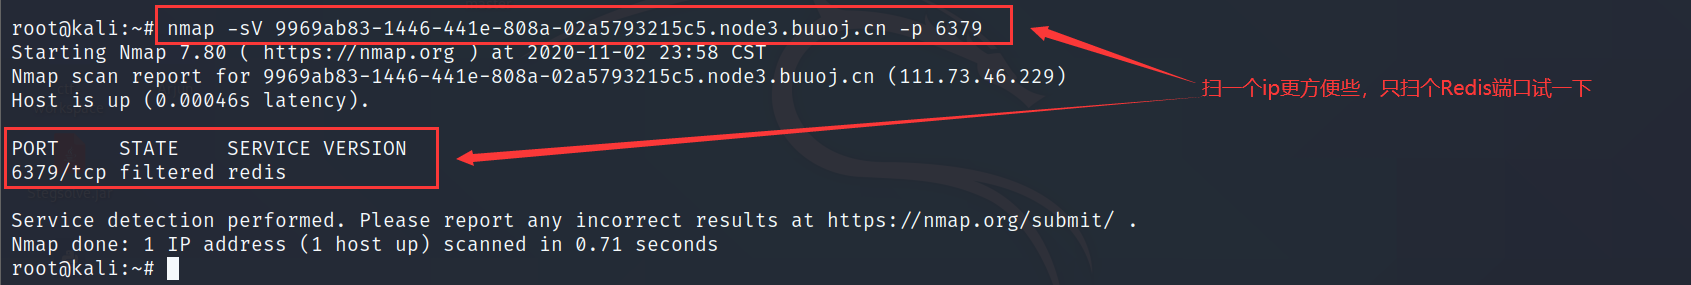 root@kali:~# nmap -sV 9969ab83-1446-441e-808a-02a5793215c5.node3.buuoj.cn -p 6379
Starting Nmap 7.80 ( https://nmap.org ) at 2020-11-02 23:58 CST
Nmap scan report for 9969ab83-1446-441e-808a-02a5793215c5.node3.buuoj.cn (111.73.46.229)
Host is up (0.00046s latency).
扫一个ip更方便些，只扫个Redis端口试一下
PORT     STATE    SERVICE VERSION
6379/tcp filtered redis
Service detection performed. Please report any incorrect results at https://nmap.org/submit/ .
Nmap done: 1 IP address (1 host up) scanned in 0.71 seconds
root@kali:~#